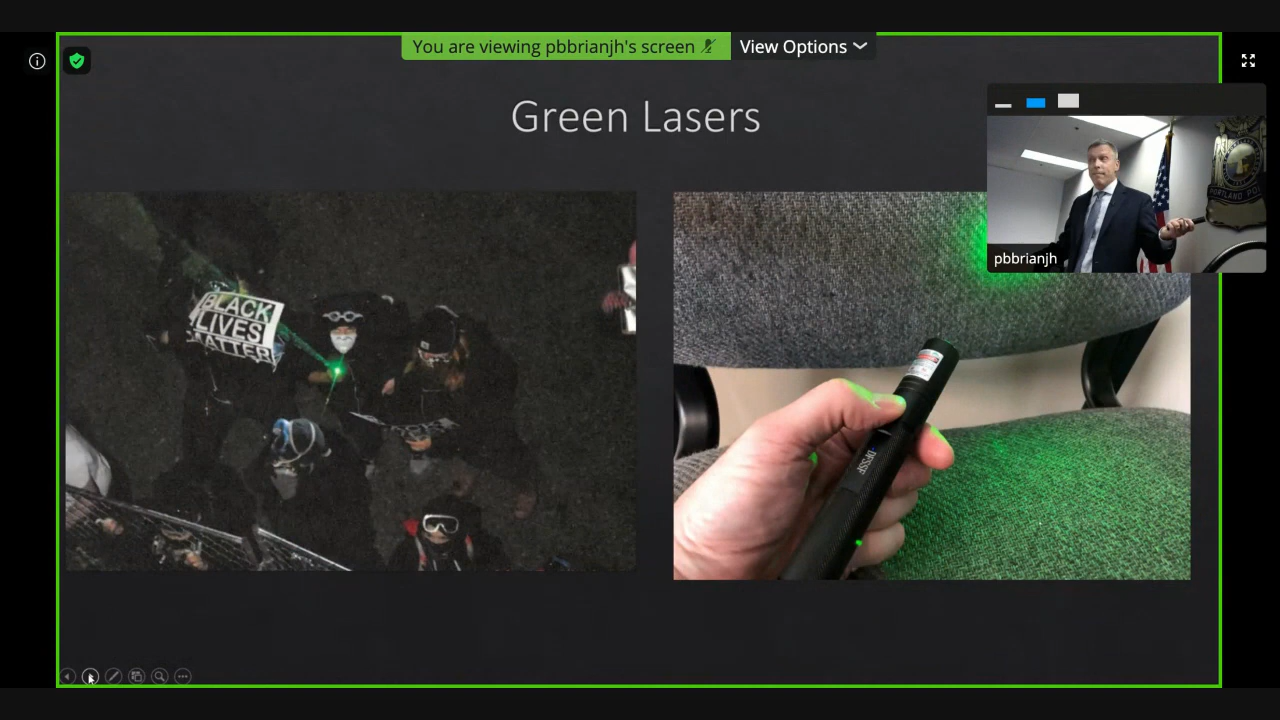 You are viewing pbbrianjh's screen
View Options
Green Lasers
pbbrianjh
BLACK
LIVES
MATTER